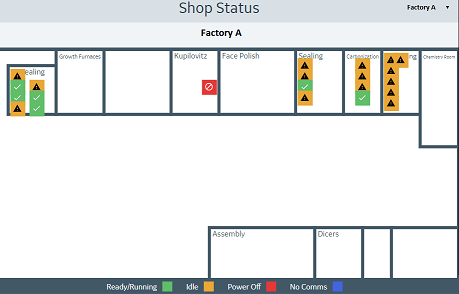 Shop Status
Factory A
Factory A
Growth Furnaces
Kupilovitz
Face Polish
Sealing
Carbonization
Chemistry Room
Assembly
Dicers
Ready/Running
Idle
Power Off
No Comms